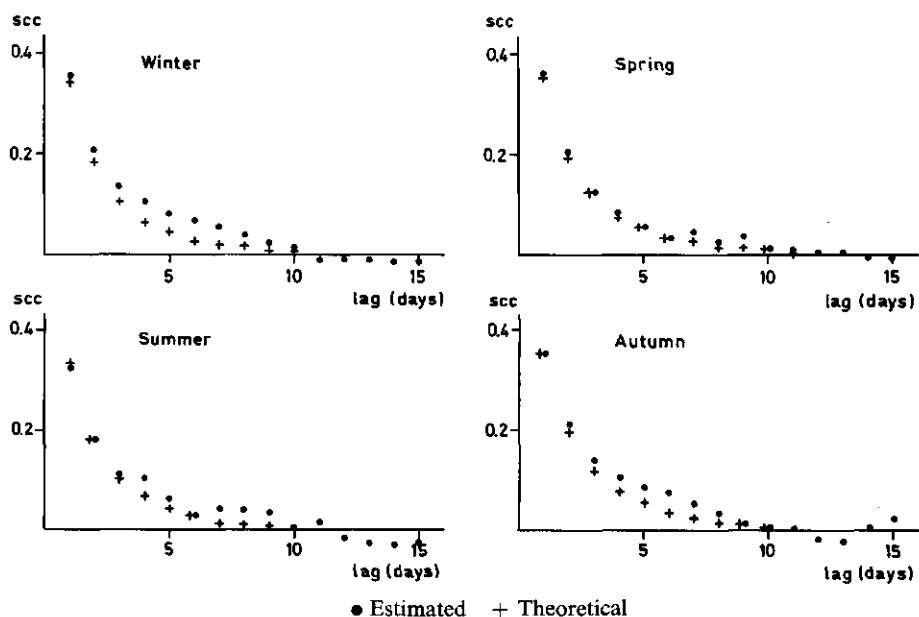 scc
0.4
0.2
Winter
5
10
15
lag (days)
scc
0.4
0.2
Spring
5
10
15
lag (days)
scc
0.4
0.2
Summer
5
10
15
lag (days)
scc
0.4
0.2
Autumn
5
10
15
lag (days)
● Estimated + Theoretical